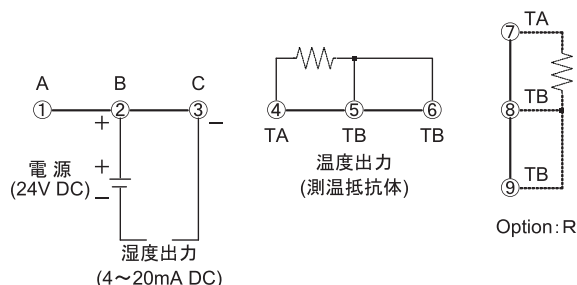 A B C
① ② ③
+ −
電源
(24V DC)
+
−
湿度出力
(4～20mA DC)
④ ⑤ ⑥
TA TB TB
温度出力
(測温抵抗体)
⑦ TA
⑧ TB
⑨ TB
Option：R